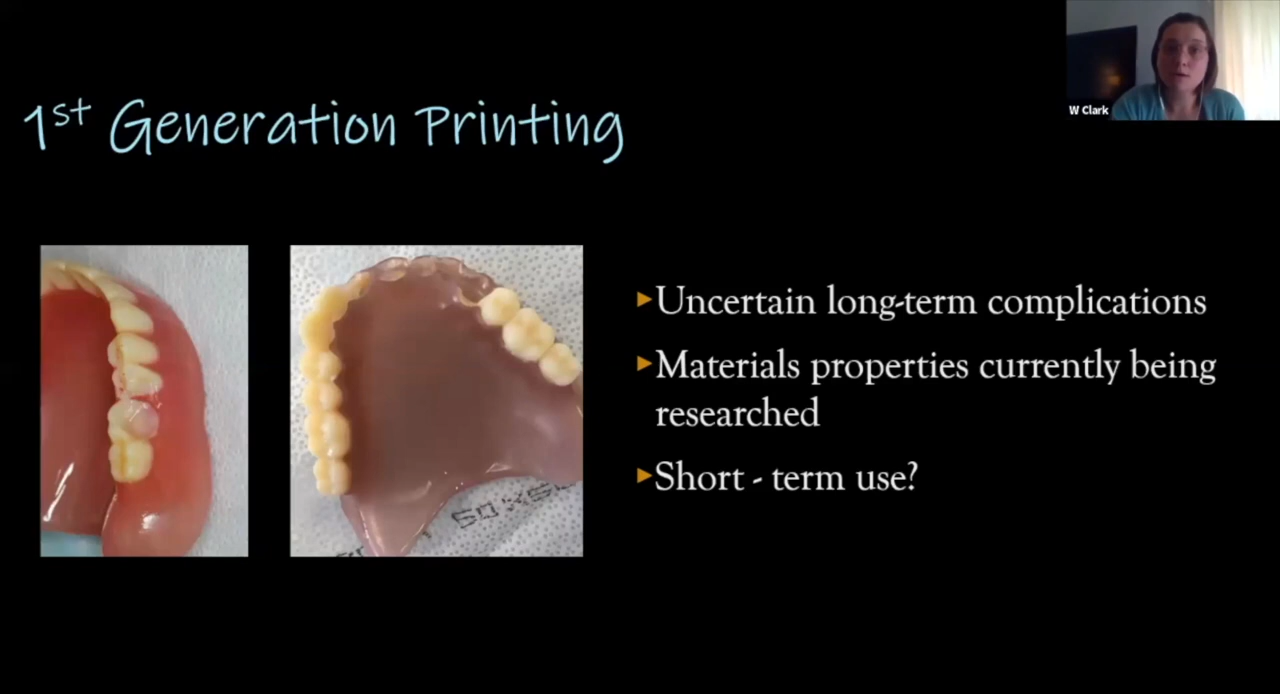 W Clark
1st Generation Printing
Uncertain long-term complications
Materials properties currently being
researched
Short - term use?